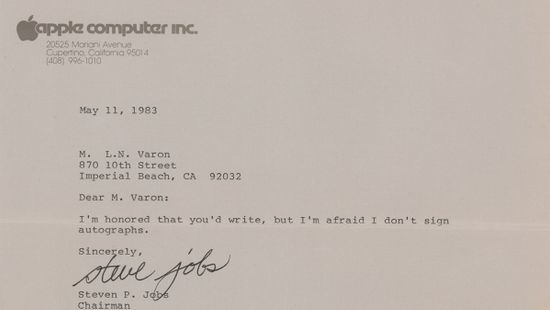 apple computer inc.
20525 Mariani Avenue
Cupertino, California 95014
(408) 996-1010
May 11, 1983
M. L.N. Varon
870 10th Street
Imperial Beach, CA 92032
Dear M. Varon:
I'm honored that you'd write, but I'm afraid I don't sign
autographs.
Sincerely,
steve jobs
Steven P. Jobs
Chairman